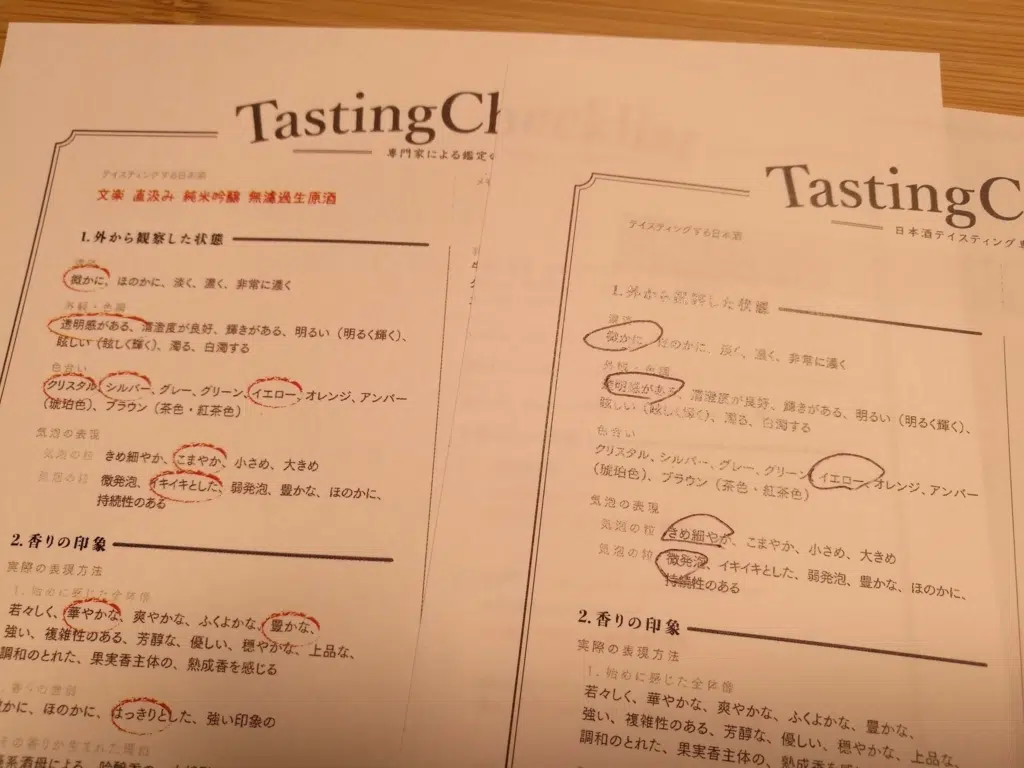 TastingCh
専門家による鑑定の
テイスティングする日本酒
文楽 直汲み 純米吟醸 無濾過生原酒
1.外から観察した状態
濃淡
微かに、ほのかに、淡く、濃く、非常に濃く
外観・色調
透明感がある、清澄度が良好、輝きがある、明るい（明るく輝く）、
眩しい（眩しく輝く）、濁る、白濁する
色合い
クリスタル、シルバー、グレー、グリーン、イエロー、オレンジ、アンバー
（琥珀色）、ブラウン（茶色・紅茶色）
気泡の表現
気泡の粒 きめ細やか、こまやか、小さめ、大きめ
気泡の粒 微発泡、イキイキとした、弱発泡、豊かな、ほのかに、
持続性のある
2.香りの印象
実際の表現方法
1.始めに感じた全体像
若々しく、華やかな、爽やかな、ふくよかな、豊かな、
強い、複雑性のある、芳醇な、優しい、穏やかな、上品な、
調和のとれた、果実香主体の、熟成香を感じる
かに、ほのかに、はっきりとした、強い印象の
その香りが生まれた理由
TastingC
日本酒テイスティング
テイスティングする日本酒
1.外から観察した状態
濃淡
微かに、ほのかに、淡く、濃く、非常に濃く
外観・色調
透明感がある、清澄度が良好、輝きがある、明るい（明るく輝く）、
眩しい（眩しく輝く）、濁る、白濁する
色合い
クリスタル、シルバー、グレー、グリーン、イエロー、オレンジ、アンバー
（琥珀色）、ブラウン（茶色・紅茶色）
気泡の表現
気泡の粒 きめ細やか、こまやか、小さめ、大きめ
気泡の粒 微発泡、イキイキとした、弱発泡、豊かな、ほのかに、
持続性のある
2.香りの印象
実際の表現方法
1.始めに感じた全体像
若々しく、華やかな、爽やかな、ふくよかな、豊かな、
強い、複雑性のある、芳醇な、優しい、穏やかな、上品な、
調和のとれた、果実香主体の、熟成香を感